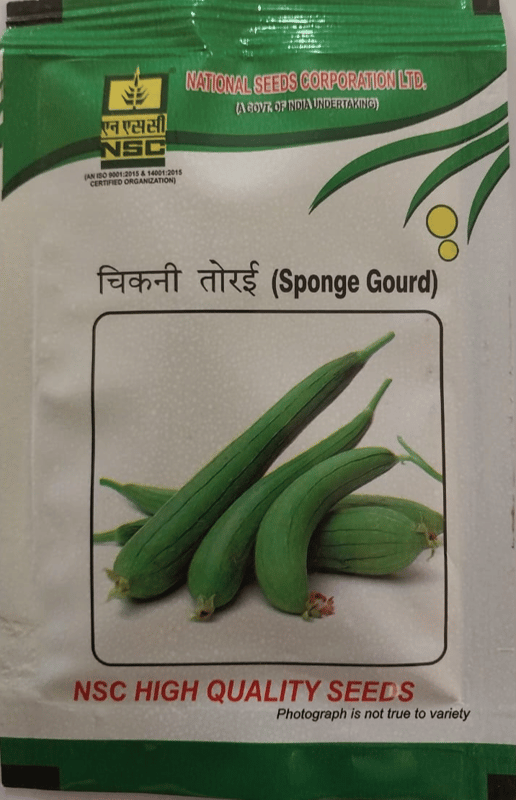 NATIONAL SEEDS CORPORATION LTD.
(A GOVT. OF INDIA UNDERTAKING)
एन एस सी
NSC
(AN ISO 9001:2015 & 14001:2015
CERTIFIED ORGANIZATION)
चिकनी तोरई (Sponge Gourd)
NSC HIGH QUALITY SEEDS
Photograph is not true to variety